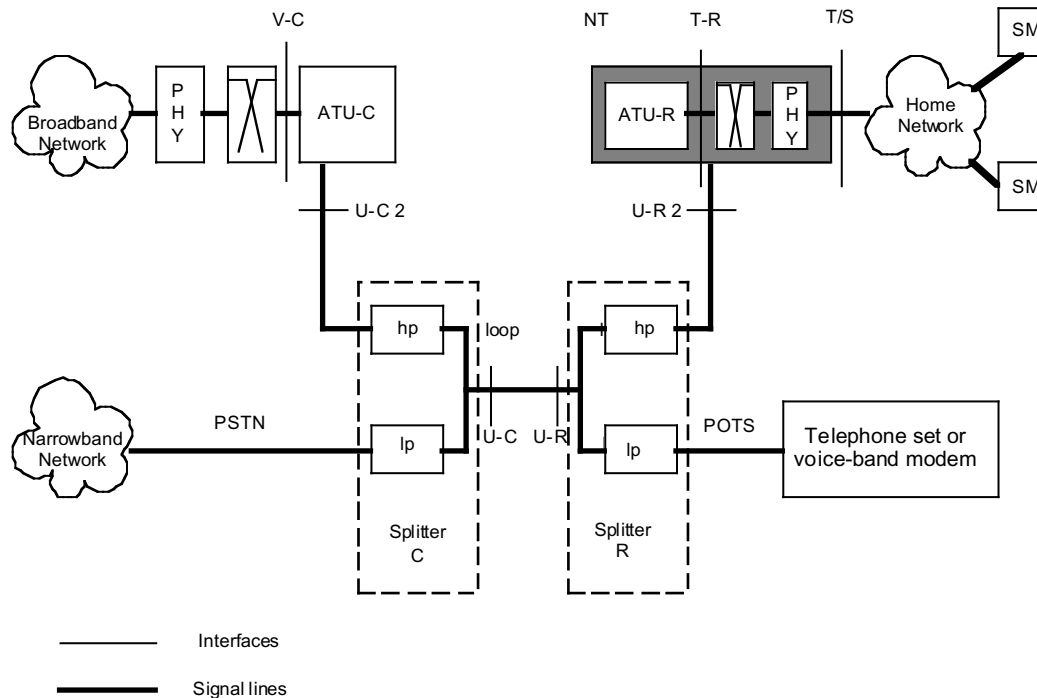 V-C
NT
T-R
T/S
SM
P
H
Y
ATU-C
ATU-R
P
H
Y
Broadband
Network
Home
Network
SM
U-C 2
U-R 2
hp
loop
hp
PSTN
U-C
U-R
POTS
Narrowband
Network
lp
lp
Telephone set or
voice-band modem
Splitter
C
Splitter
R
Interfaces
Signal lines